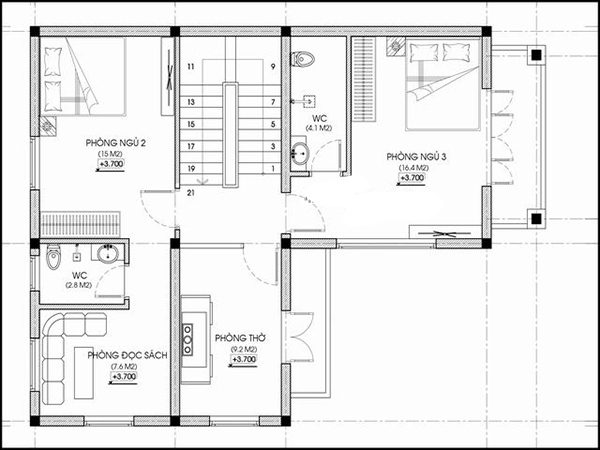 11 9
13 7
15 5
17 3
19 1
21
PHÒNG NGỦ 2
(15 M2)
+3.700
WC
(4.1 M2)
PHÒNG NGỦ 3
(16.4 M2)
+3.700
WC
(2.8 M2)
PHÒNG ĐỌC SÁCH
(7.6 M2)
+3.700
PHÒNG THỜ
(9.2 M2)
+3.700